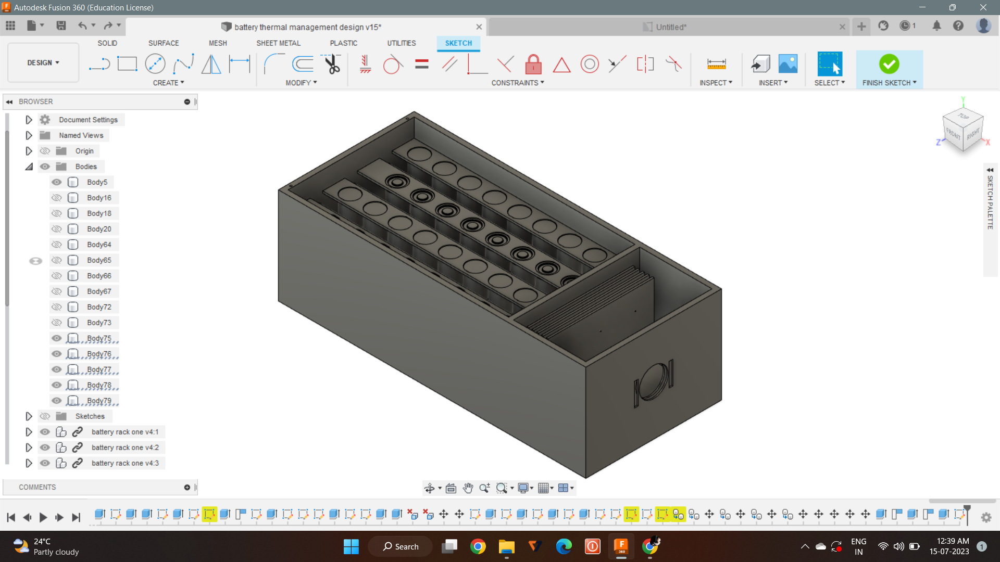 Autodesk Fusion 360 (Education License)
battery thermal management design v15*
Untitled*
1
SOLID SURFACE MESH SHEET METAL PLASTIC UTILITIES SKETCH
DESIGN
CREATE MODIFY CONSTRAINTS INSPECT INSERT SELECT FINISH SKETCH
BROWSER
Document Settings
Named Views
Origin
Bodies
Body5
Body16
Body18
Body20
Body64
Body65
Body66
Body67
Body72
Body73
Body75
Body76
Body77
Body78
Body79
Sketches
battery rack one v4:1
battery rack one v4:2
battery rack one v4:3
COMMENTS
Y
TOP
FRONT
RIGHT
Z
X
SKETCH PALETTE
24°C
Partly cloudy
Search
F
360
ENG
IN
12:39 AM
15-07-2023
1